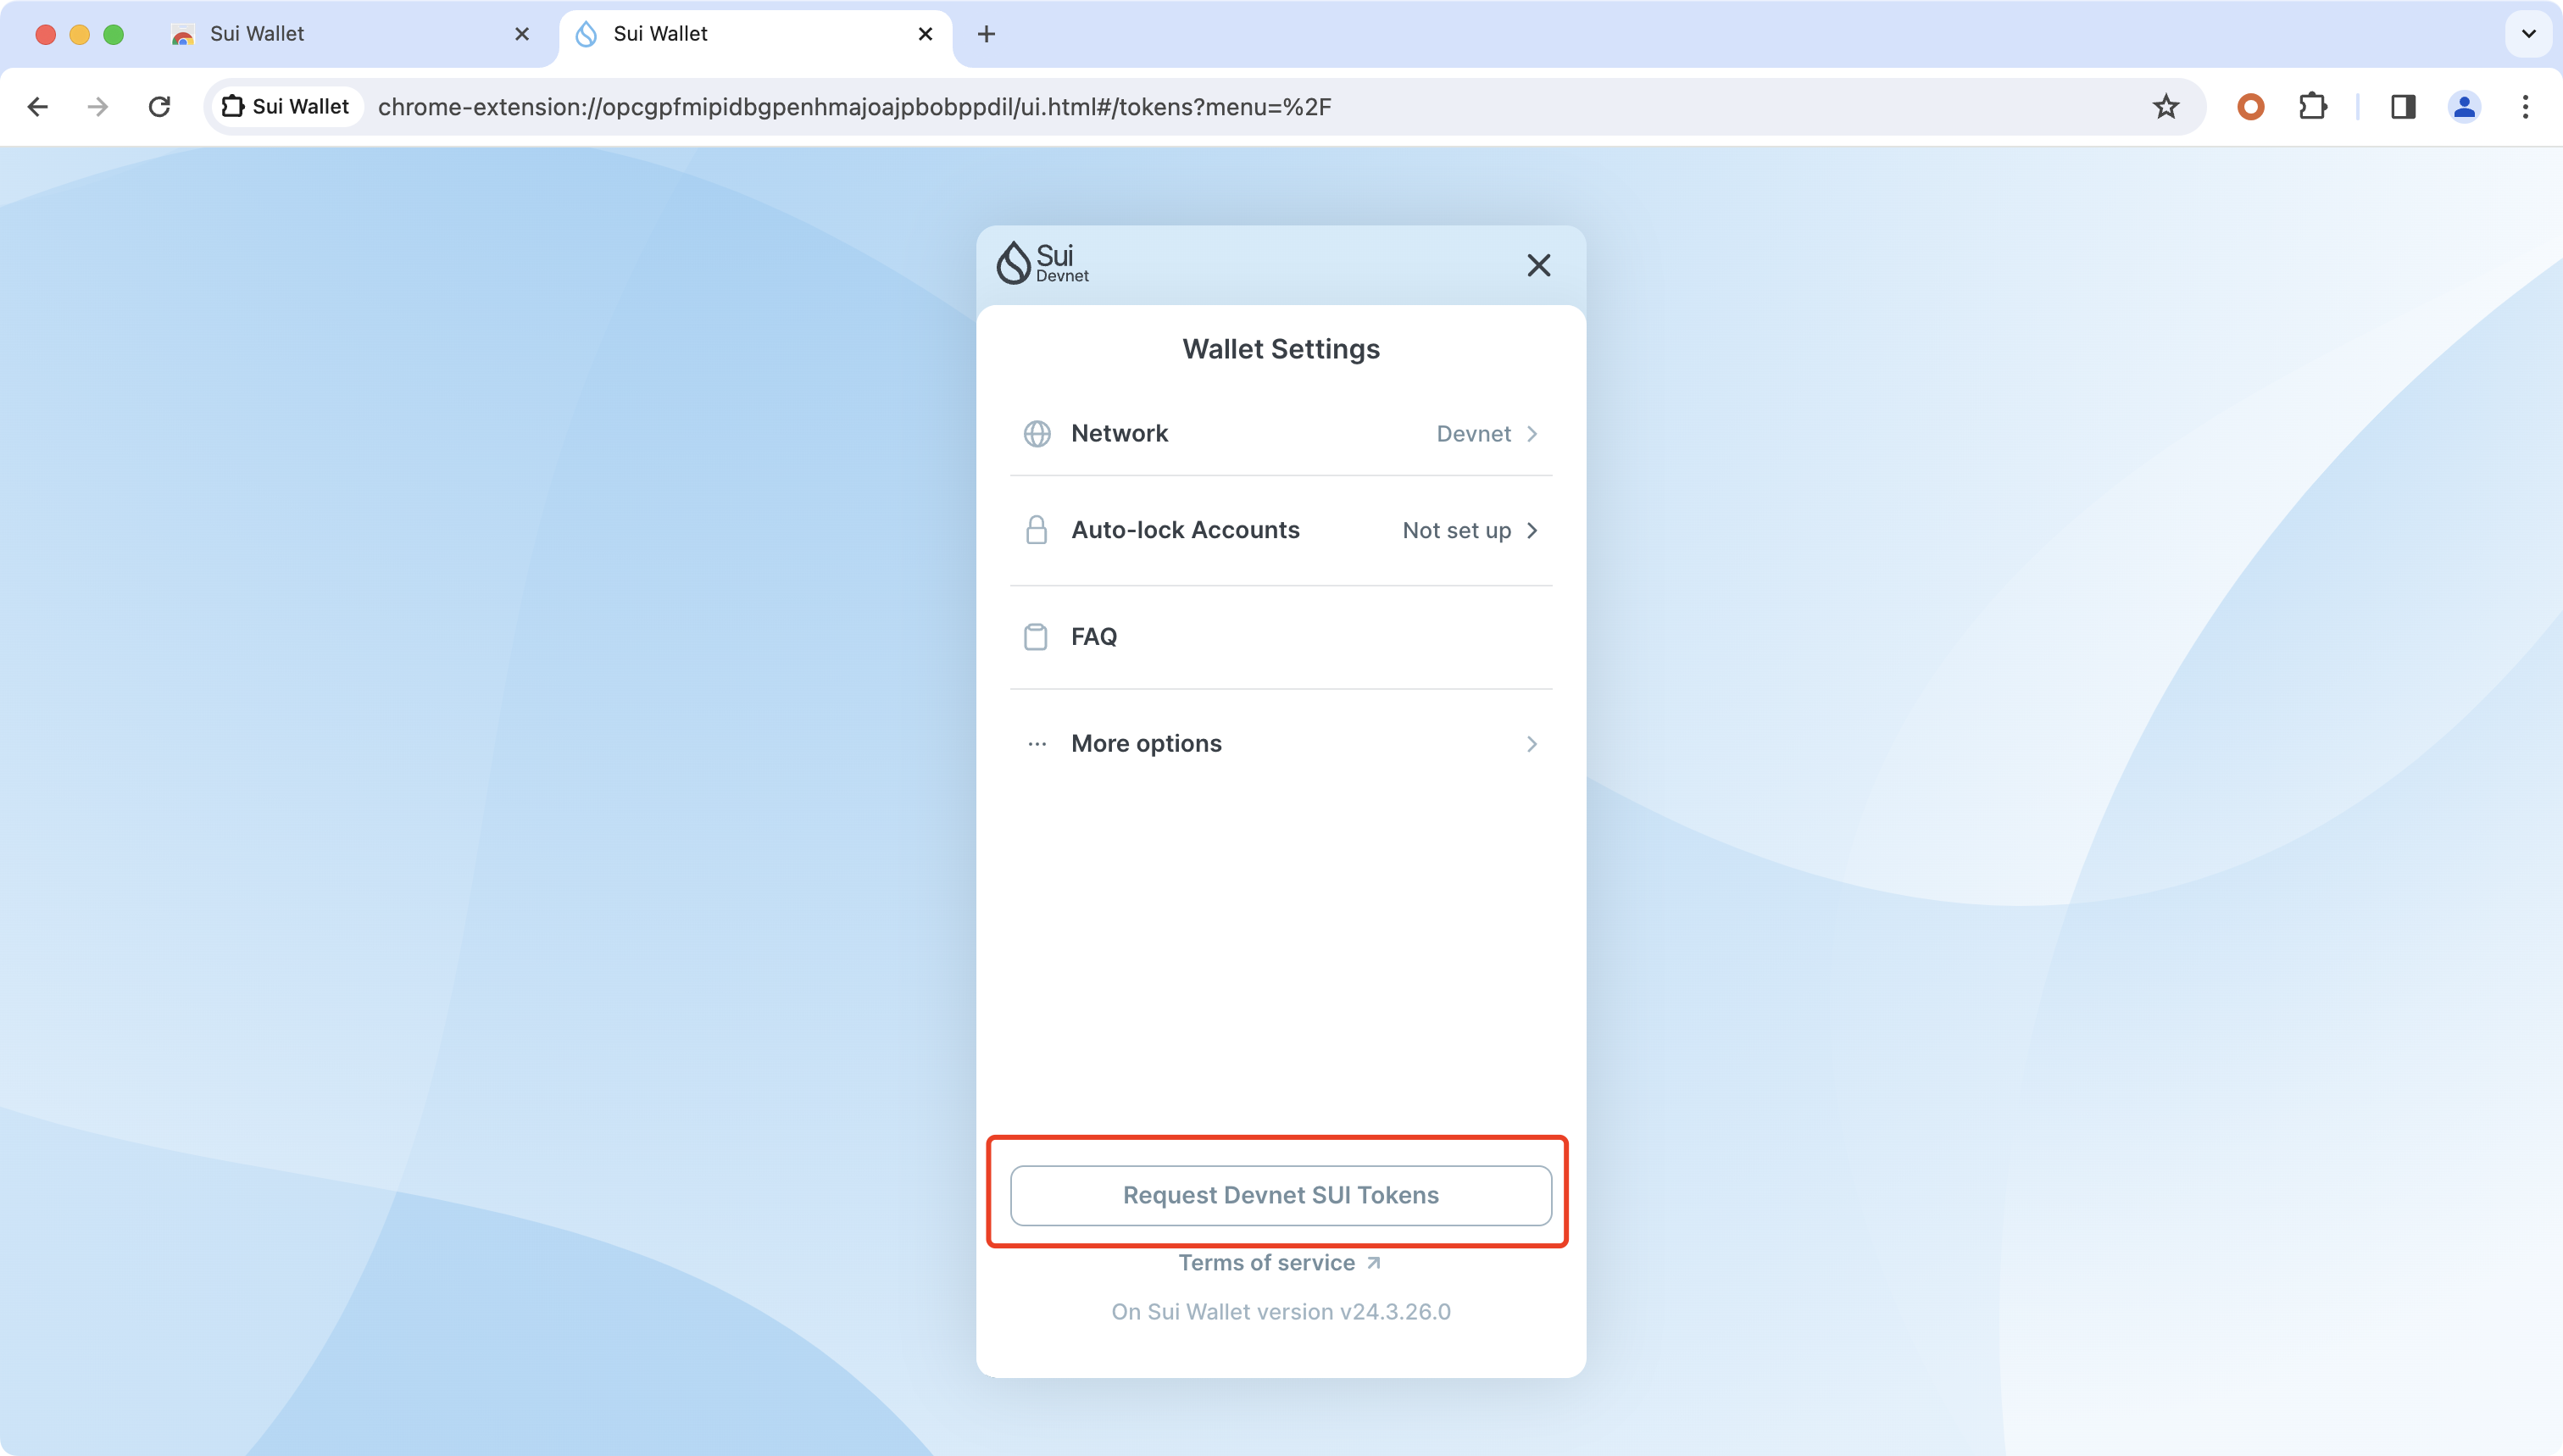 Sui Wallet
Sui Wallet
Sui Wallet
chrome-extension://opcgpfmipidbgpenhmajoajpbobppdil/ui.html#/tokens?menu=%2F
Sui
Devnet
Wallet Settings
Network Devnet
Auto-lock Accounts Not set up
FAQ
More options
Request Devnet SUI Tokens
Terms of service
On Sui Wallet version v24.3.26.0